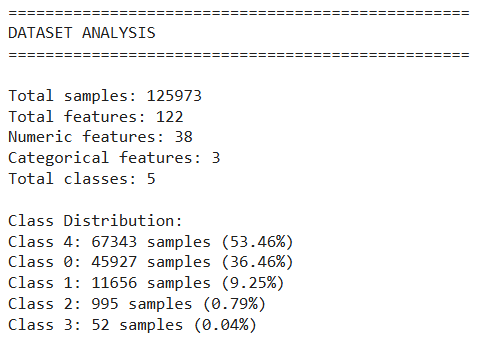 ==================================================
DATASET ANALYSIS
==================================================
Total samples: 125973
Total features: 122
Numeric features: 38
Categorical features: 3
Total classes: 5
Class Distribution:
Class 4: 67343 samples (53.46%)
Class 0: 45927 samples (36.46%)
Class 1: 11656 samples (9.25%)
Class 2: 995 samples (0.79%)
Class 3: 52 samples (0.04%)